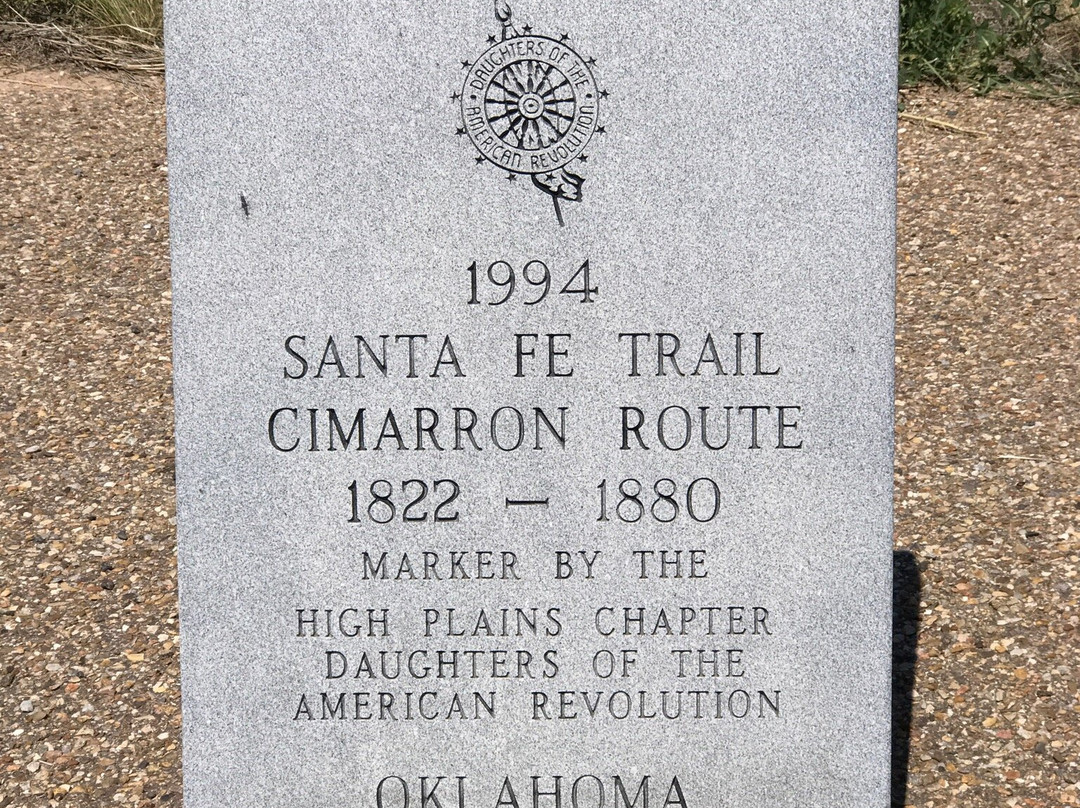 DAUGHTERS OF THE
AMERICAN REVOLUTION
1994
SANTA FE TRAIL
CIMARRON ROUTE
1822 — 1880
MARKER BY THE
HIGH PLAINS CHAPTER
DAUGHTERS OF THE
AMERICAN REVOLUTION
OKLAHOMA